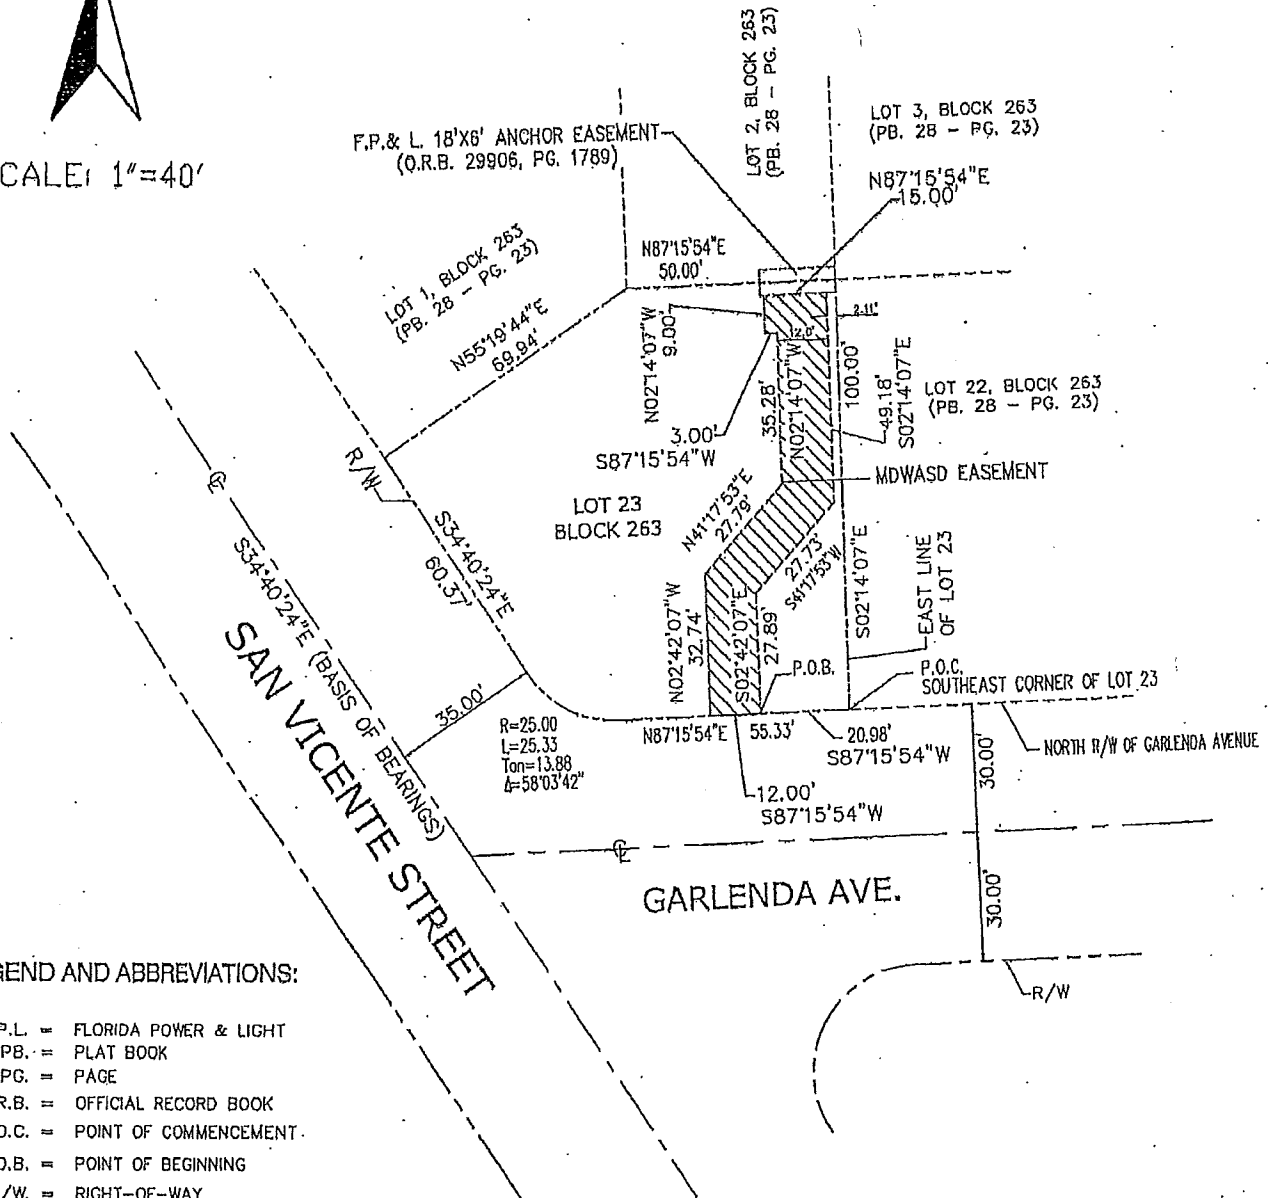 CALE: 1"=40'
LOT 2, BLOCK 263
(PB. 28 - PG. 23)
F.P.& L. 18'X6' ANCHOR EASEMENT
(O.R.B. 29906, PG. 1789)
LOT 3, BLOCK 263
(PB. 28 - PG. 23)
N87°15'54"E
15.00'
LOT 1, BLOCK 263
(PB. 28 - PG. 23)
N87°15'54"E
50.00'
N55°19'44"E
69.94'
N02°14'07"W
9.00'
2.11'
12.0'
3.00'
S87°15'54"W
35.28'
N02°14'07"W
100.00'
49.18'
S02°14'07"E
LOT 22, BLOCK 263
(PB. 28 - PG. 23)
MDWASD EASEMENT
R/W
LOT 23
BLOCK 263
N41°17'53"E
27.79'
27.73'
S41°17'53"W
S34°40'24"E
60.37'
S02°14'07"E
EAST LINE
OF LOT 23
N02°42'07"W
32.74'
S02°42'07"E
27.89'
P.O.B.
P.O.C.
SOUTHEAST CORNER OF LOT 23
S34°40'24"E (BASIS OF BEARINGS)
SAN VICENTE STREET
35.00'
R=25.00
L=25.33
Tan=13.88
Δ=58°03'42"
N87°15'54"E 55.33'
20.98'
S87°15'54"W
NORTH R/W OF GARLENDA AVENUE
12.00'
S87°15'54"W
30.00'
GARLENDA AVE.
30.00'
R/W
GEND AND ABBREVIATIONS:
P.L. = FLORIDA POWER & LIGHT
PB. = PLAT BOOK
PG. = PAGE
R.B. = OFFICIAL RECORD BOOK
O.C. = POINT OF COMMENCEMENT
O.B. = POINT OF BEGINNING
/W. = RIGHT-OF-WAY